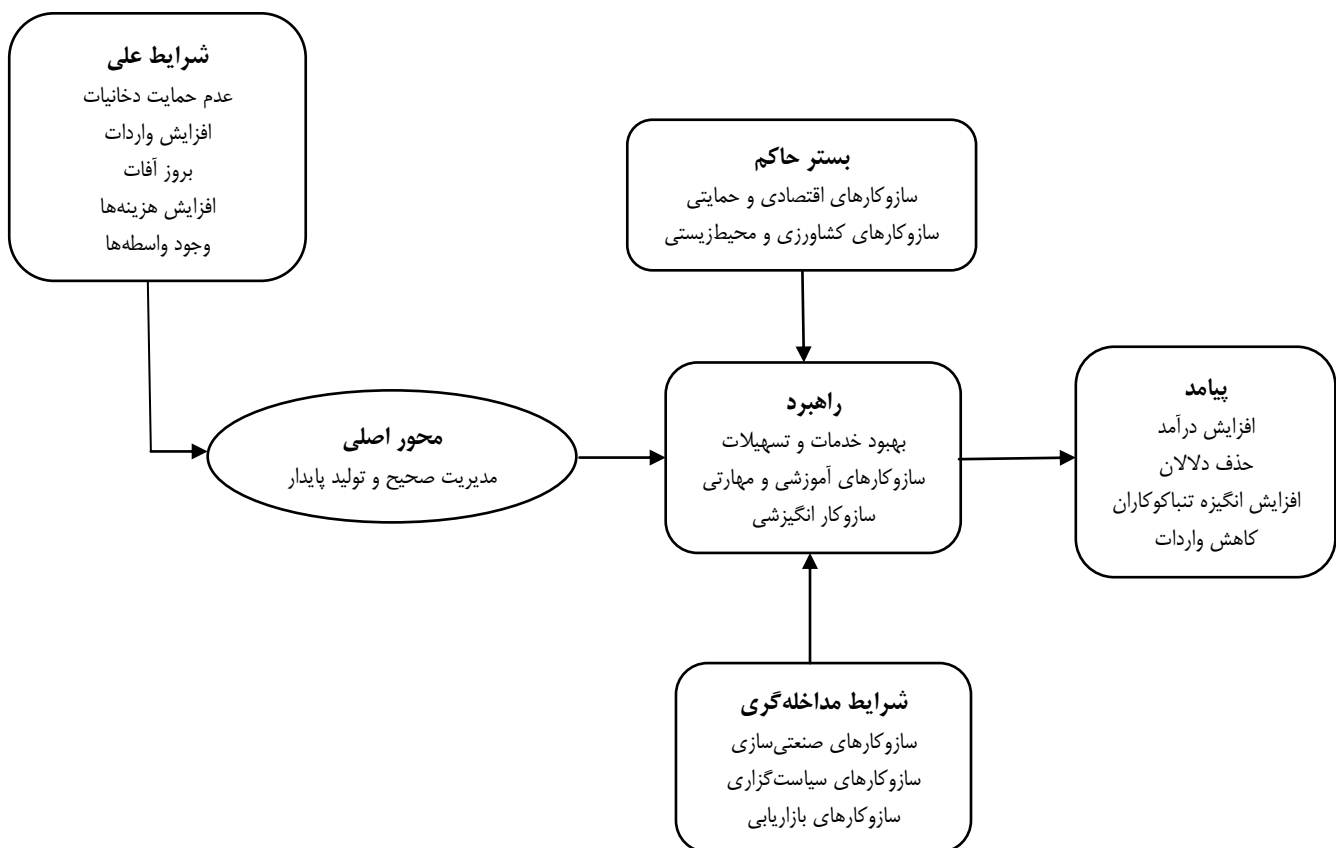 شرایط علی
عدم حمایت دخانیات
افزایش واردات
بروز آفات
افزایش هزینه‌ها
وجود واسطه‌ها
بستر حاکم
سازوکارهای اقتصادی و حمایتی
سازوکارهای کشاورزی و محیط‌زیستی
محور اصلی
مدیریت صحیح و تولید پایدار
راهبرد
بهبود خدمات و تسهیلات
سازوکارهای آموزشی و مهارتی
سازوکار انگیزشی
پیامد
افزایش درآمد
حذف دلالان
افزایش انگیزه تنباکوکاران
کاهش واردات
شرایط مداخله‌گری
سازوکارهای صنعتی‌سازی
سازوکارهای سیاست‌گزاری
سازوکارهای بازاریابی